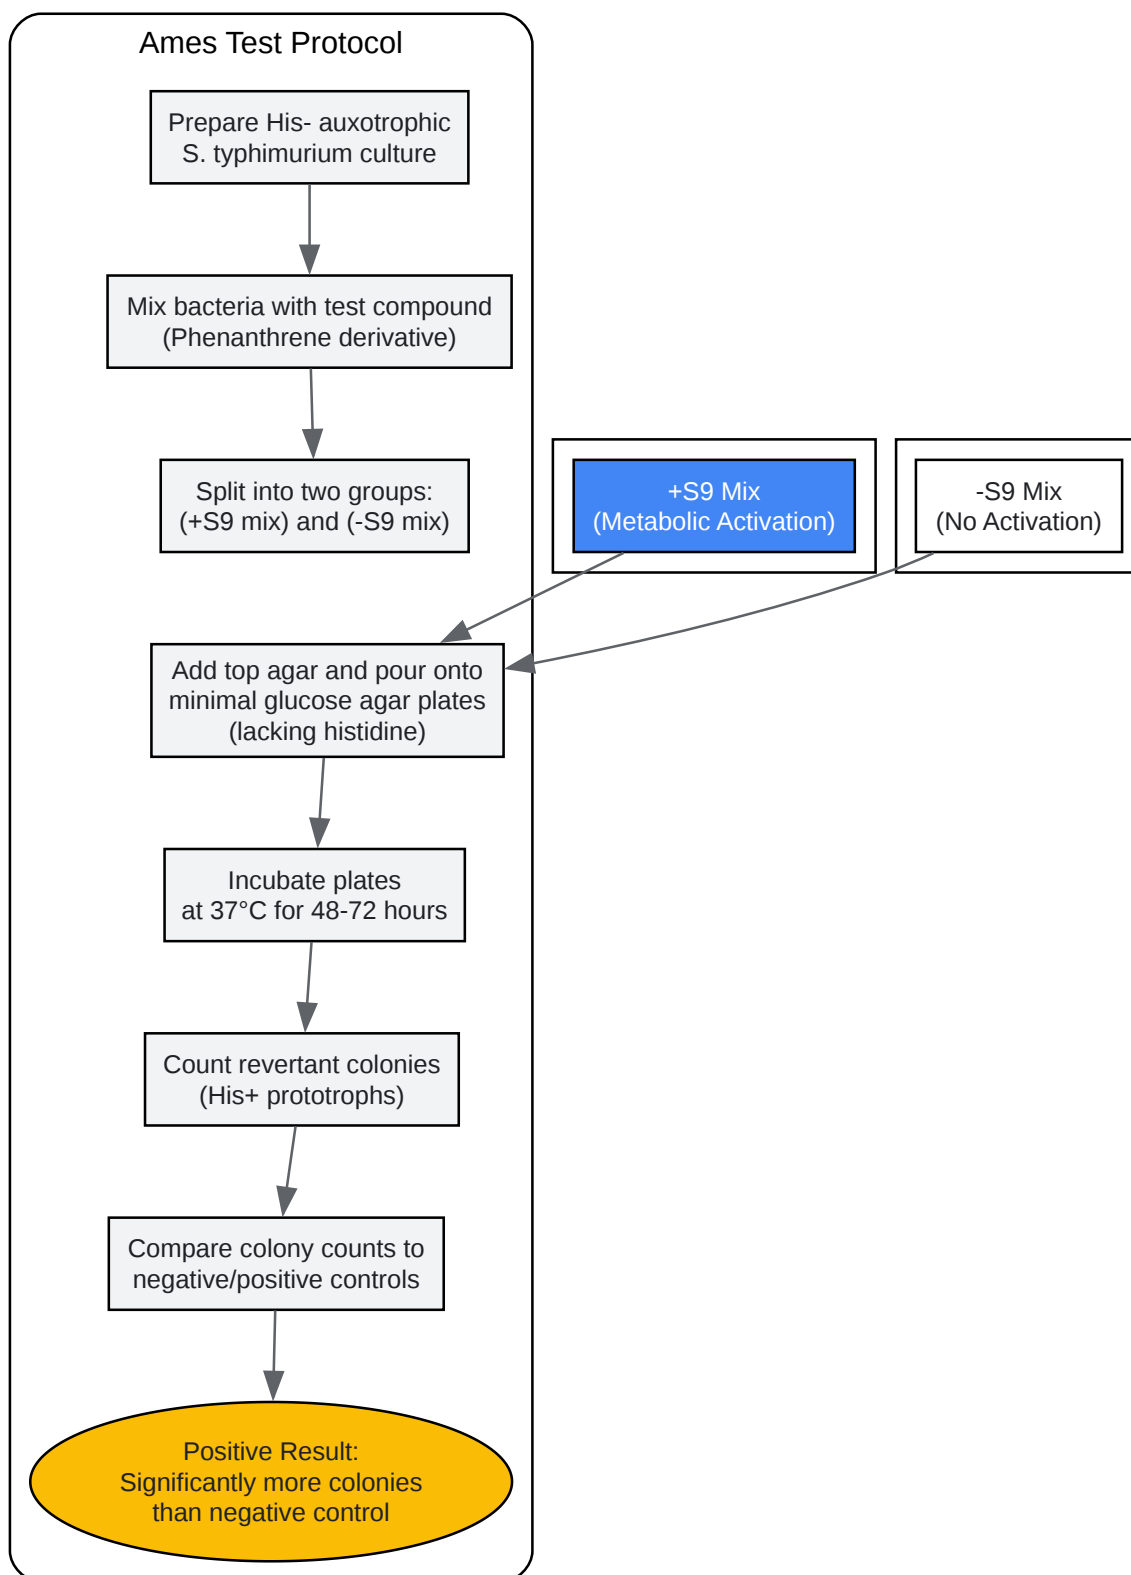 Ames Test Protocol
Prepare His- auxotrophic
S. typhimurium culture
Mix bacteria with test compound
(Phenanthrene derivative)
Split into two groups:
(+S9 mix) and (-S9 mix)
+S9 Mix
(Metabolic Activation)
-S9 Mix
(No Activation)
Add top agar and pour onto
minimal glucose agar plates
(lacking histidine)
Incubate plates
at 37°C for 48-72 hours
Count revertant colonies
(His+ prototrophs)
Compare colony counts to
negative/positive controls
Positive Result:
Significantly more colonies
than negative control